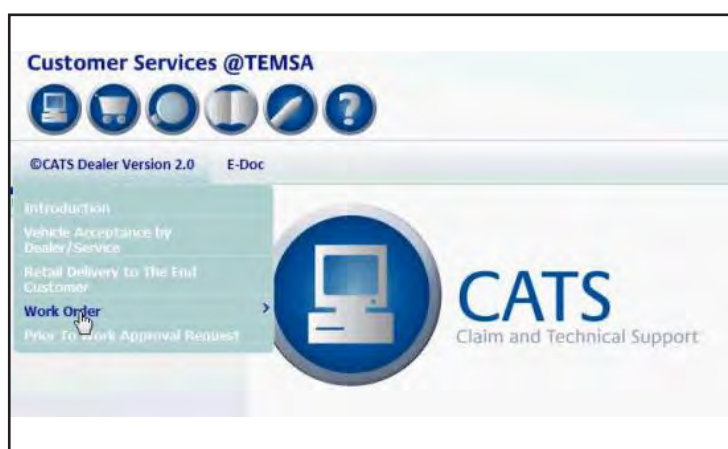 Customer Services @TEMSA
?
©CATS Dealer Version 2.0 E-Doc
Introduction
Vehicle Acceptance by
Dealer/Service
Retail Delivery to The End
Customer
Work Order >
Prior To Work Approval Request
CATS
Claim and Technical Support